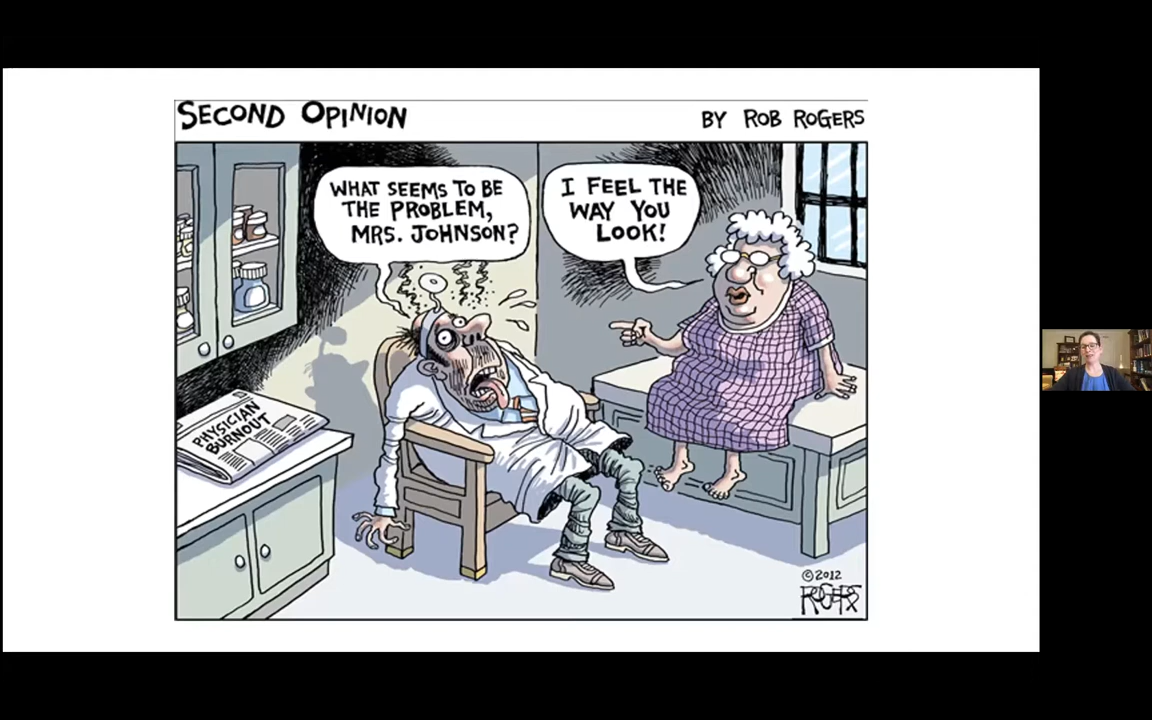 SECOND OPINION
BY ROB ROGERS
WHAT SEEMS TO BE
THE PROBLEM,
MRS. JOHNSON?
I FEEL THE
WAY YOU
LOOK!
PHYSICIAN
BURNOUT
©2012
ROGERS